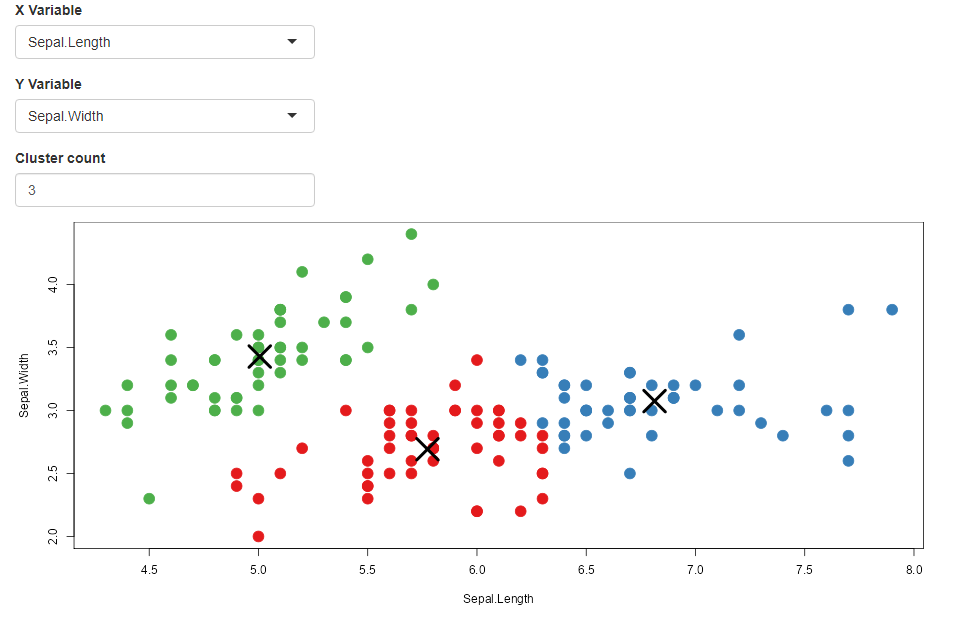 X Variable
Sepal.Length
Y Variable
Sepal.Width
Cluster count
3
4.0
3.5
3.0
2.5
2.0
Sepal.Width
4.5 5.0 5.5 6.0 6.5 7.0 7.5 8.0
Sepal.Length